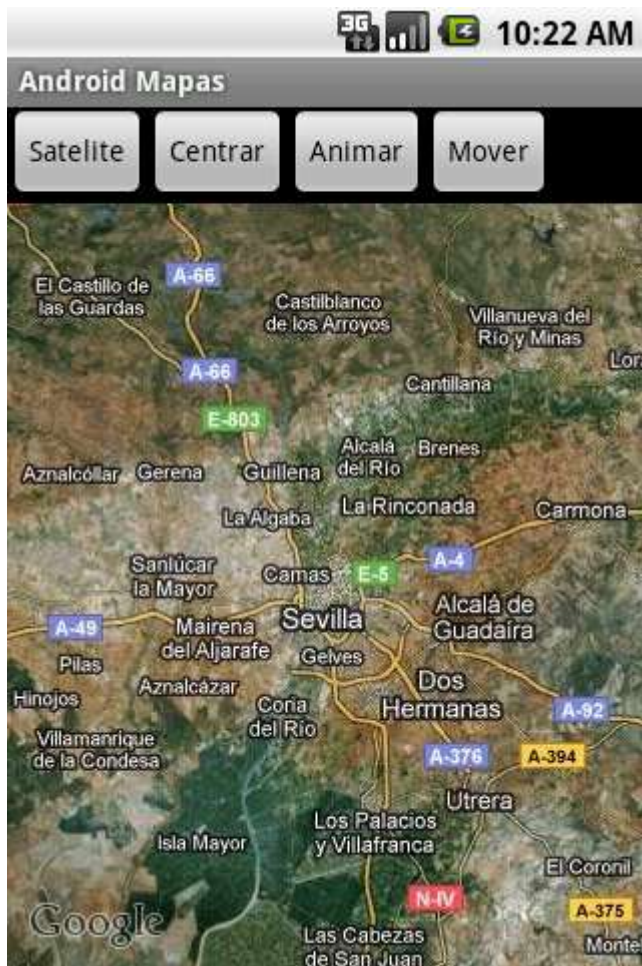 3G 10:22 AM
Android Mapas
Satelite Centrar Animar Mover
A-66
El Castillo de
las Guardas
Castilblanco
de los Arroyos
Villanueva del
Río y Minas
Lora
A-66
Cantillana
E-803
Alcalá
del Río
Brenes
Aznalcóllar Gerena Guillena
La Rinconada
Carmona
La Algaba
Sanlúcar
la Mayor
Camas
E-5
A-4
Sevilla
Alcalá de
Guadaíra
A-49
Mairena
del Aljarafe
Gelves
Pilas
Aznalcázar
Dos
Hermanas
Hinojos
Coria
del Río
A-92
Villamanrique
de la Condesa
A-376
A-394
Utrera
Los Palacios
y Villafranca
Isla Mayor
El Coronil
N-IV
A-375
Google
Las Cabezas
de San Juan
Monte